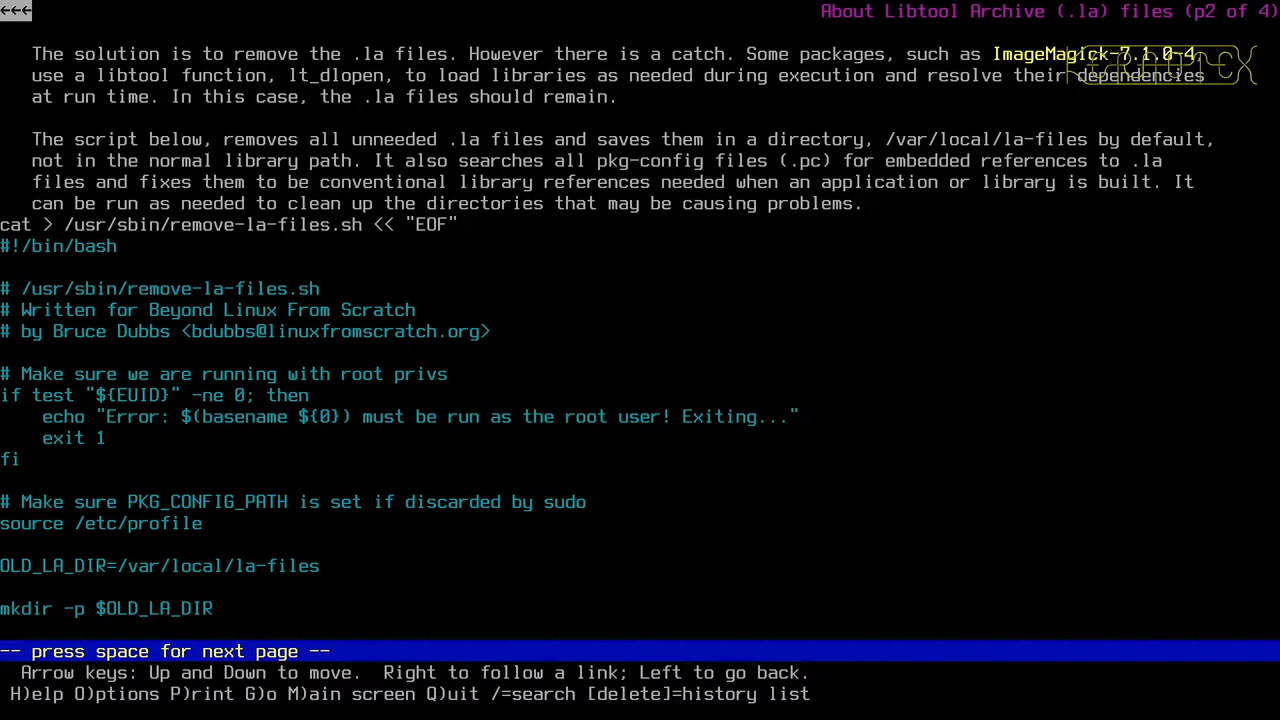 ←←←
About Libtool Archive (.la) files (p2 of 4)
The solution is to remove the .la files. However there is a catch. Some packages, such as ImageMagick-7.1.0-4,
use a libtool function, lt_dlopen, to load libraries as needed during execution and resolve their dependencies
at run time. In this case, the .la files should remain.
The script below, removes all unneeded .la files and saves them in a directory, /var/local/la-files by default,
not in the normal library path. It also searches all pkg-config files (.pc) for embedded references to .la
files and fixes them to be conventional library references needed when an application or library is built. It
can be run as needed to clean up the directories that may be causing problems.
cat > /usr/sbin/remove-la-files.sh << "EOF"
#!/bin/bash
# /usr/sbin/remove-la-files.sh
# Written for Beyond Linux From Scratch
# by Bruce Dubbs <bdubbs@linuxfromscratch.org>
# Make sure we are running with root privs
if test "${EUID}" -ne 0; then
    echo "Error: $(basename ${0}) must be run as the root user! Exiting..."
    exit 1
fi
# Make sure PKG_CONFIG_PATH is set if discarded by sudo
source /etc/profile
OLD_LA_DIR=/var/local/la-files
mkdir -p $OLD_LA_DIR
-- press space for next page --
Arrow keys: Up and Down to move.  Right to follow a link; Left to go back.
H)elp O)ptions P)rint G)o M)ain screen Q)uit /=search [delete]=history list